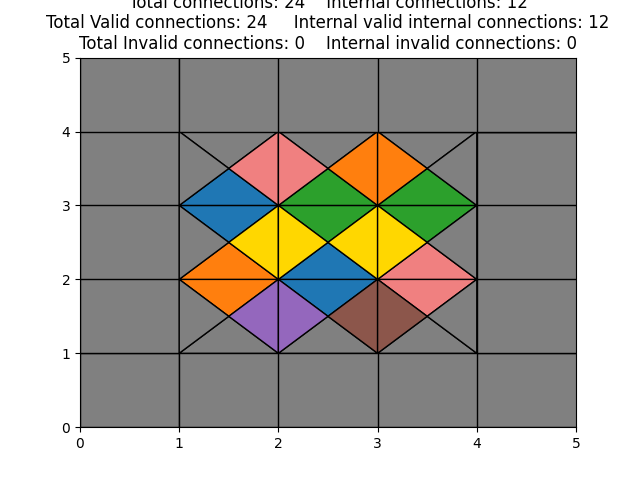 Total connections: 24    Internal connections: 12
Total Valid connections: 24     Internal valid internal connections: 12
Total Invalid connections: 0    Internal invalid connections: 0
5
4
3
2
1
0
0 1 2 3 4 5